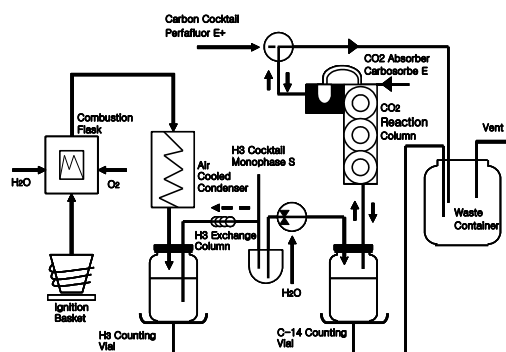 Carbon Cocktail
Perfafluor E+
CO2 Absorber
Carbosorbe E
Combustion
Flask
H2O
O2
Air
Cooled
Condenser
H3 Cocktail
Monophase S
CO2
Reaction
Column
Vent
Waste
Container
H3 Exchange
Column
H2O
Ignition
Basket
H3 Counting
Vial
C-14 Counting
Vial